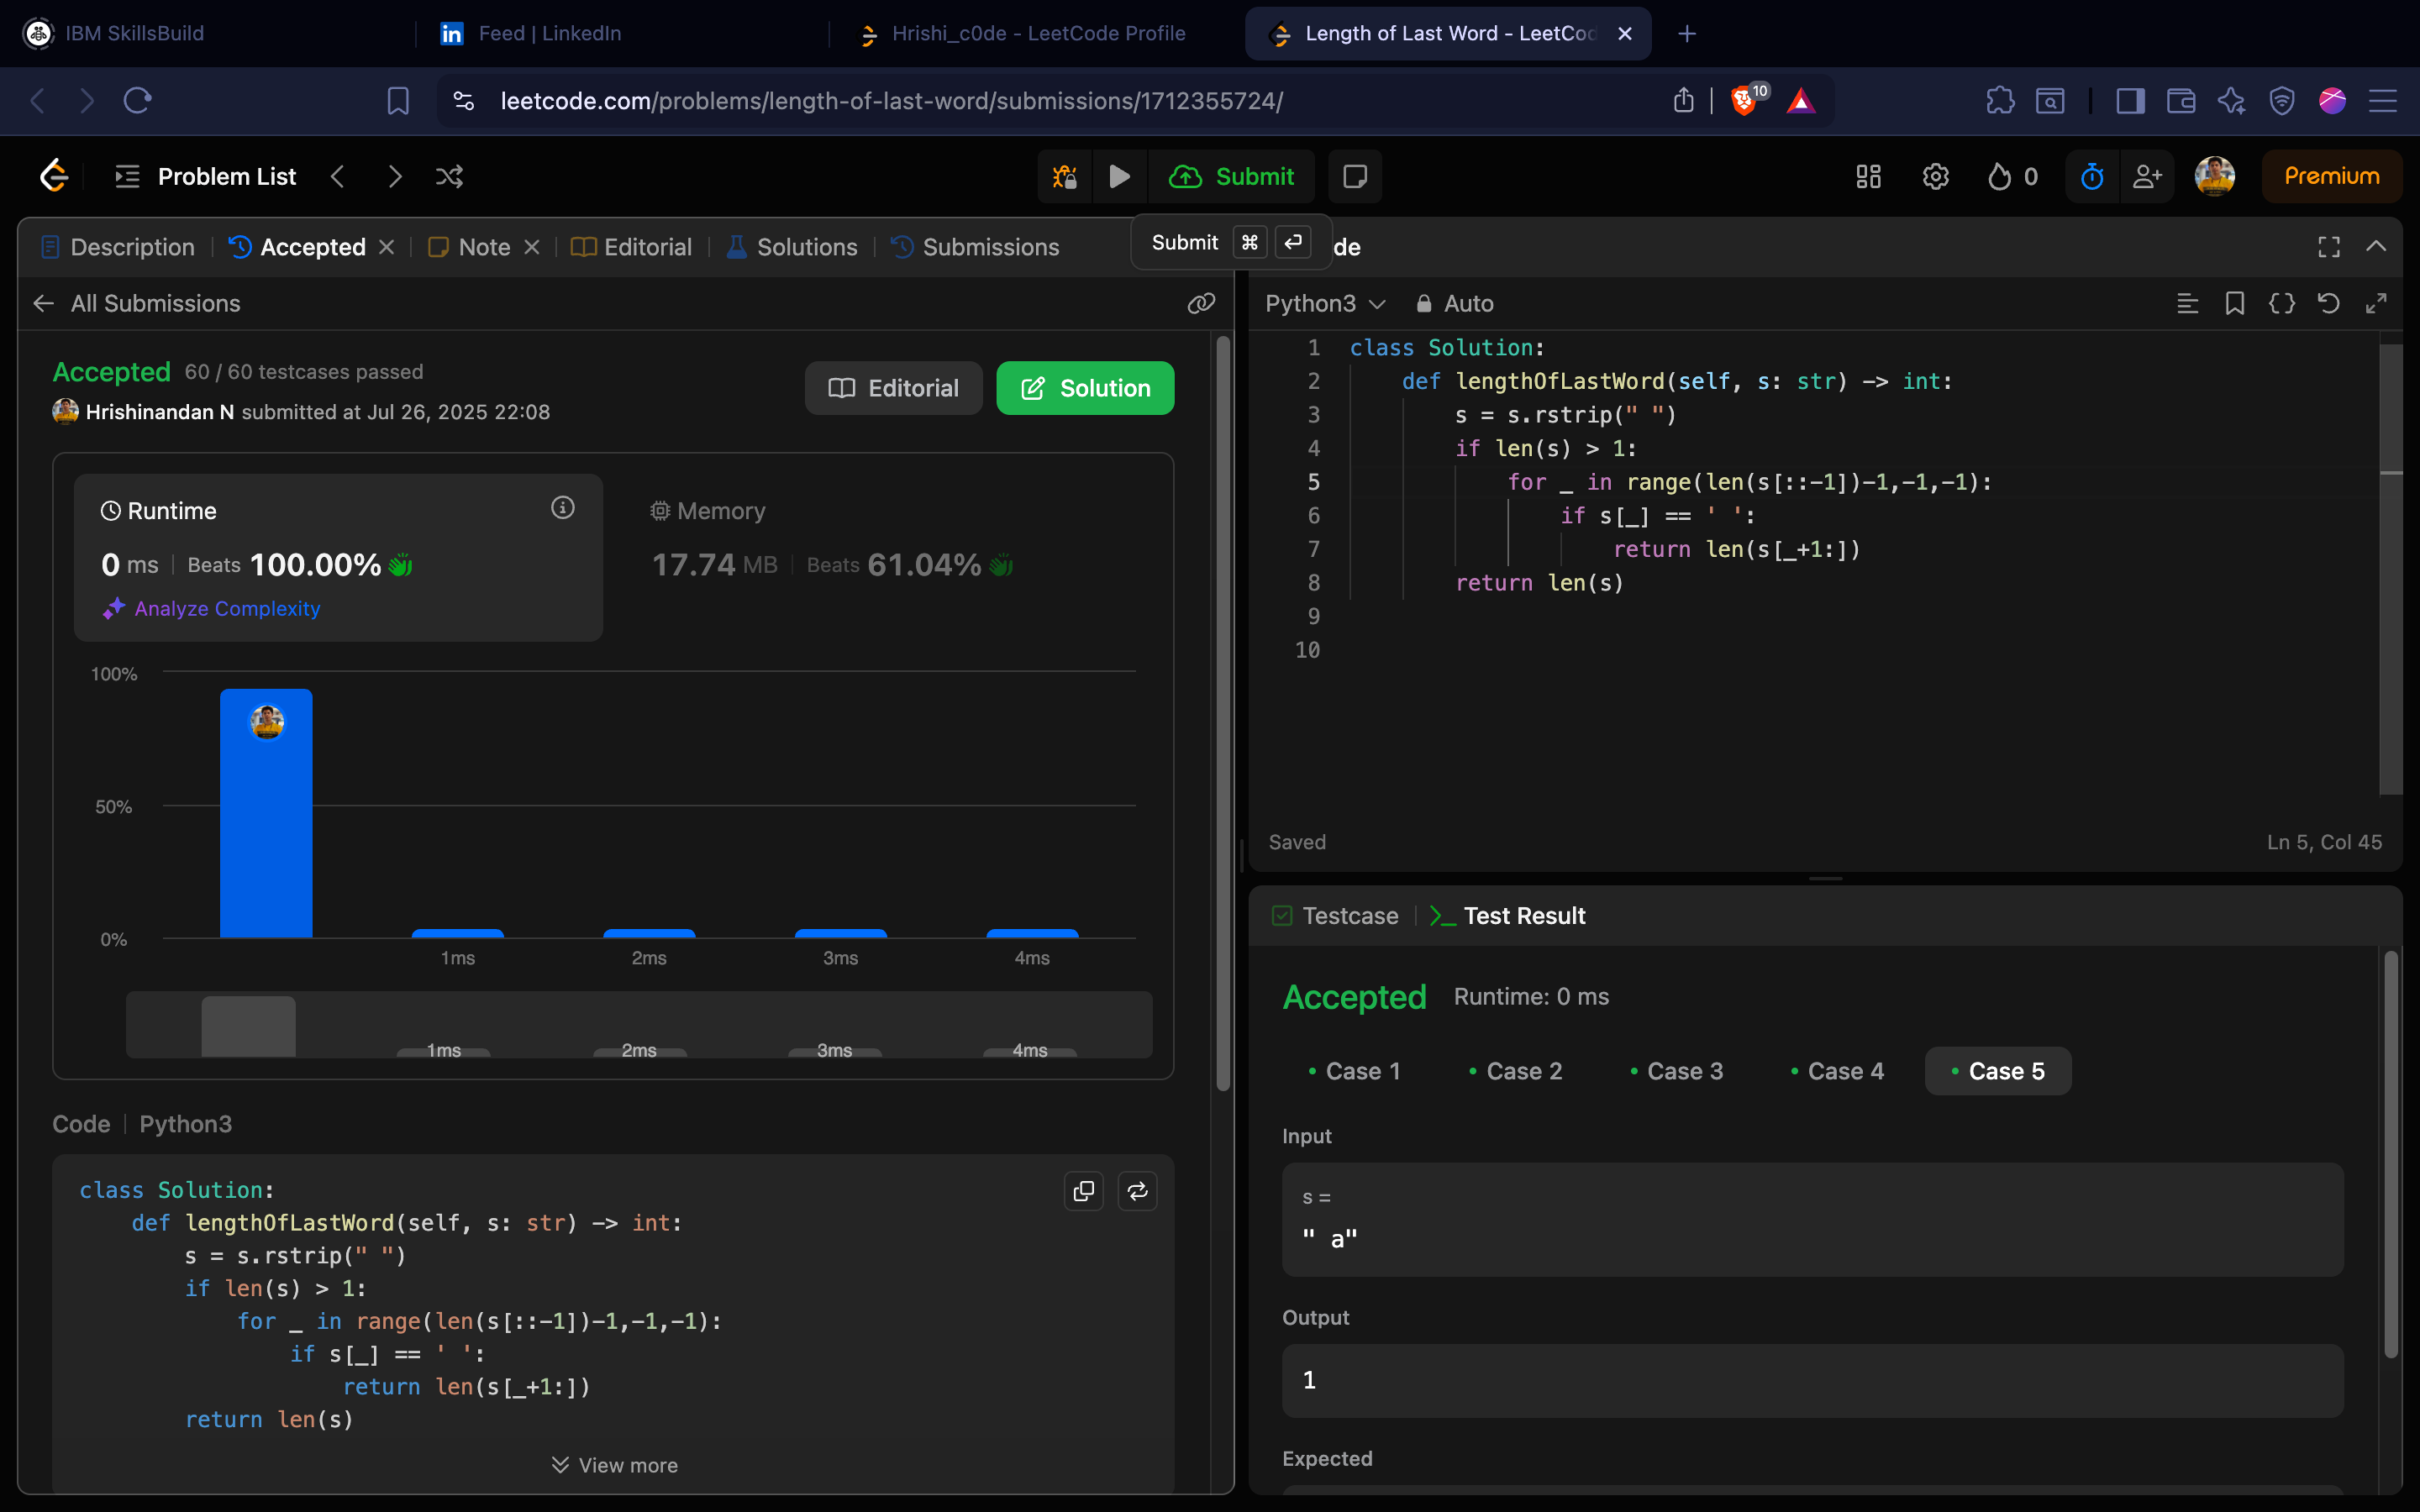 IBM SkillsBuild
Feed | LinkedIn
Hrishi_c0de - LeetCode Profile
Length of Last Word - LeetCod
leetcode.com/problems/length-of-last-word/submissions/1712355724/
10
Problem List
Submit
0
Premium
Description
Accepted
Note
Editorial
Solutions
Submissions
Submit ⌘
de
All Submissions
Accepted 60 / 60 testcases passed
Hrishinandan N submitted at Jul 26, 2025 22:08
Editorial
Solution
Runtime
0 ms | Beats 100.00%
Analyze Complexity
Memory
17.74 MB | Beats 61.04%
100%
50%
0%
1ms 2ms 3ms 4ms
1ms 2ms 3ms 4ms
Code | Python3
class Solution:
    def lengthOfLastWord(self, s: str) -> int:
        s = s.rstrip(" ")
        if len(s) > 1:
            for _ in range(len(s[::-1])-1,-1,-1):
                if s[_] == ' ':
                    return len(s[_+1:])
        return len(s)
View more
Python3
Auto
1 class Solution:
2     def lengthOfLastWord(self, s: str) -> int:
3         s = s.rstrip(" ")
4         if len(s) > 1:
5             for _ in range(len(s[::-1])-1,-1,-1):
6                 if s[_] == ' ':
7                     return len(s[_+1:])
8         return len(s)
9
10
Saved
Ln 5, Col 45
Testcase
Test Result
Accepted Runtime: 0 ms
Case 1
Case 2
Case 3
Case 4
Case 5
Input
s =
" a"
Output
1
Expected